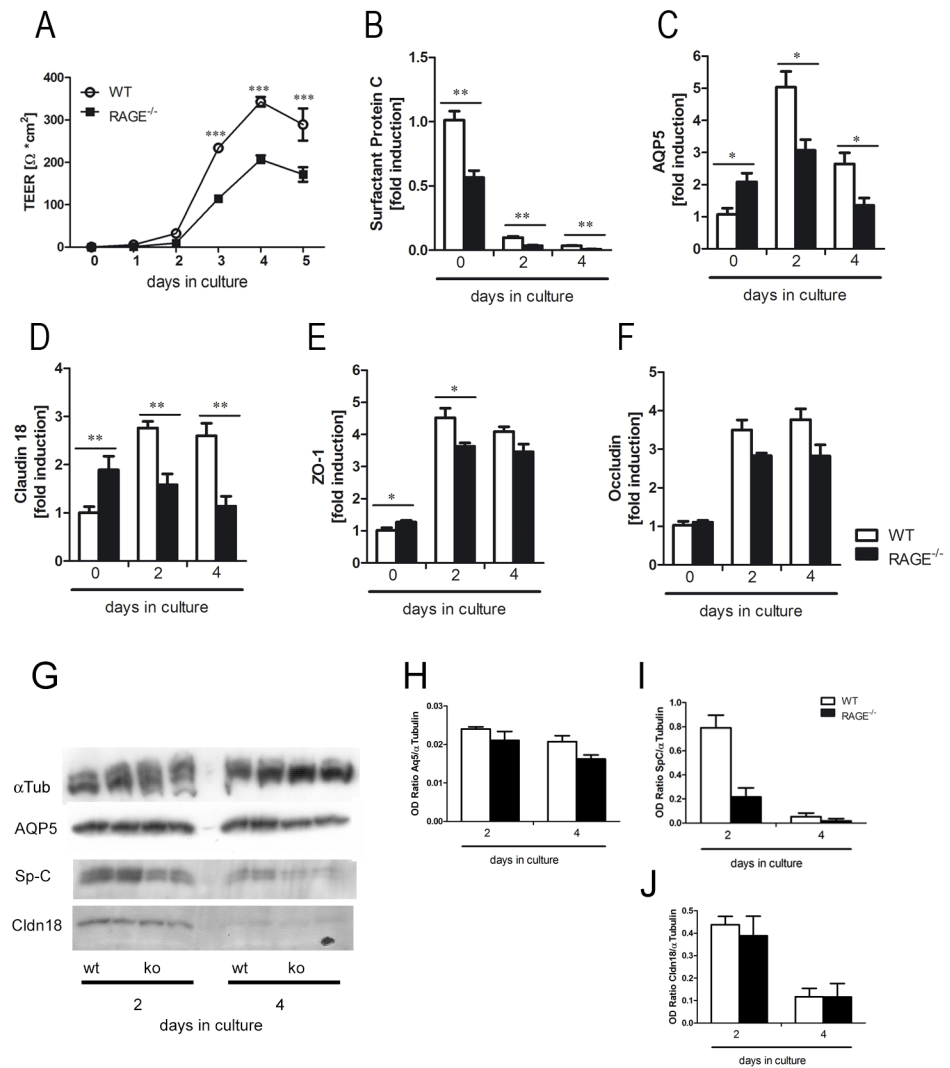 A
TEER [Ω *cm²]
400
300
200
100
0
WT
RAGE-/-
***
***
***
0 1 2 3 4 5
days in culture
B
Surfactant Protein C
[fold induction]
1.5
1.0
0.5
0.0
**
**
**
0 2 4
days in culture
C
AQP5
[fold induction]
6
5
4
3
2
1
0
*
*
*
0 2 4
days in culture
D
Claudin 18
[fold induction]
4
3
2
1
0
**
**
**
0 2 4
days in culture
E
ZO-1
[fold induction]
6
5
4
3
2
1
0
*
*
0 2 4
days in culture
F
Occludin
[fold induction]
5
4
3
2
1
0
0 2 4
days in culture
WT
RAGE-/-
G
αTub
AQP5
Sp-C
Cldn18
wt ko wt ko
2 4
days in culture
H
OD Ratio Aq5/α Tubulin
0.03
0.02
0.01
0.00
2 4
days in culture
I
OD Ratio SpC/α Tubulin
1.0
0.8
0.6
0.4
0.2
0.0
WT
RAGE-/-
2 4
days in culture
J
OD Ratio Cldn18/α Tubulin
0.5
0.4
0.3
0.2
0.1
0.0
2 4
days in culture